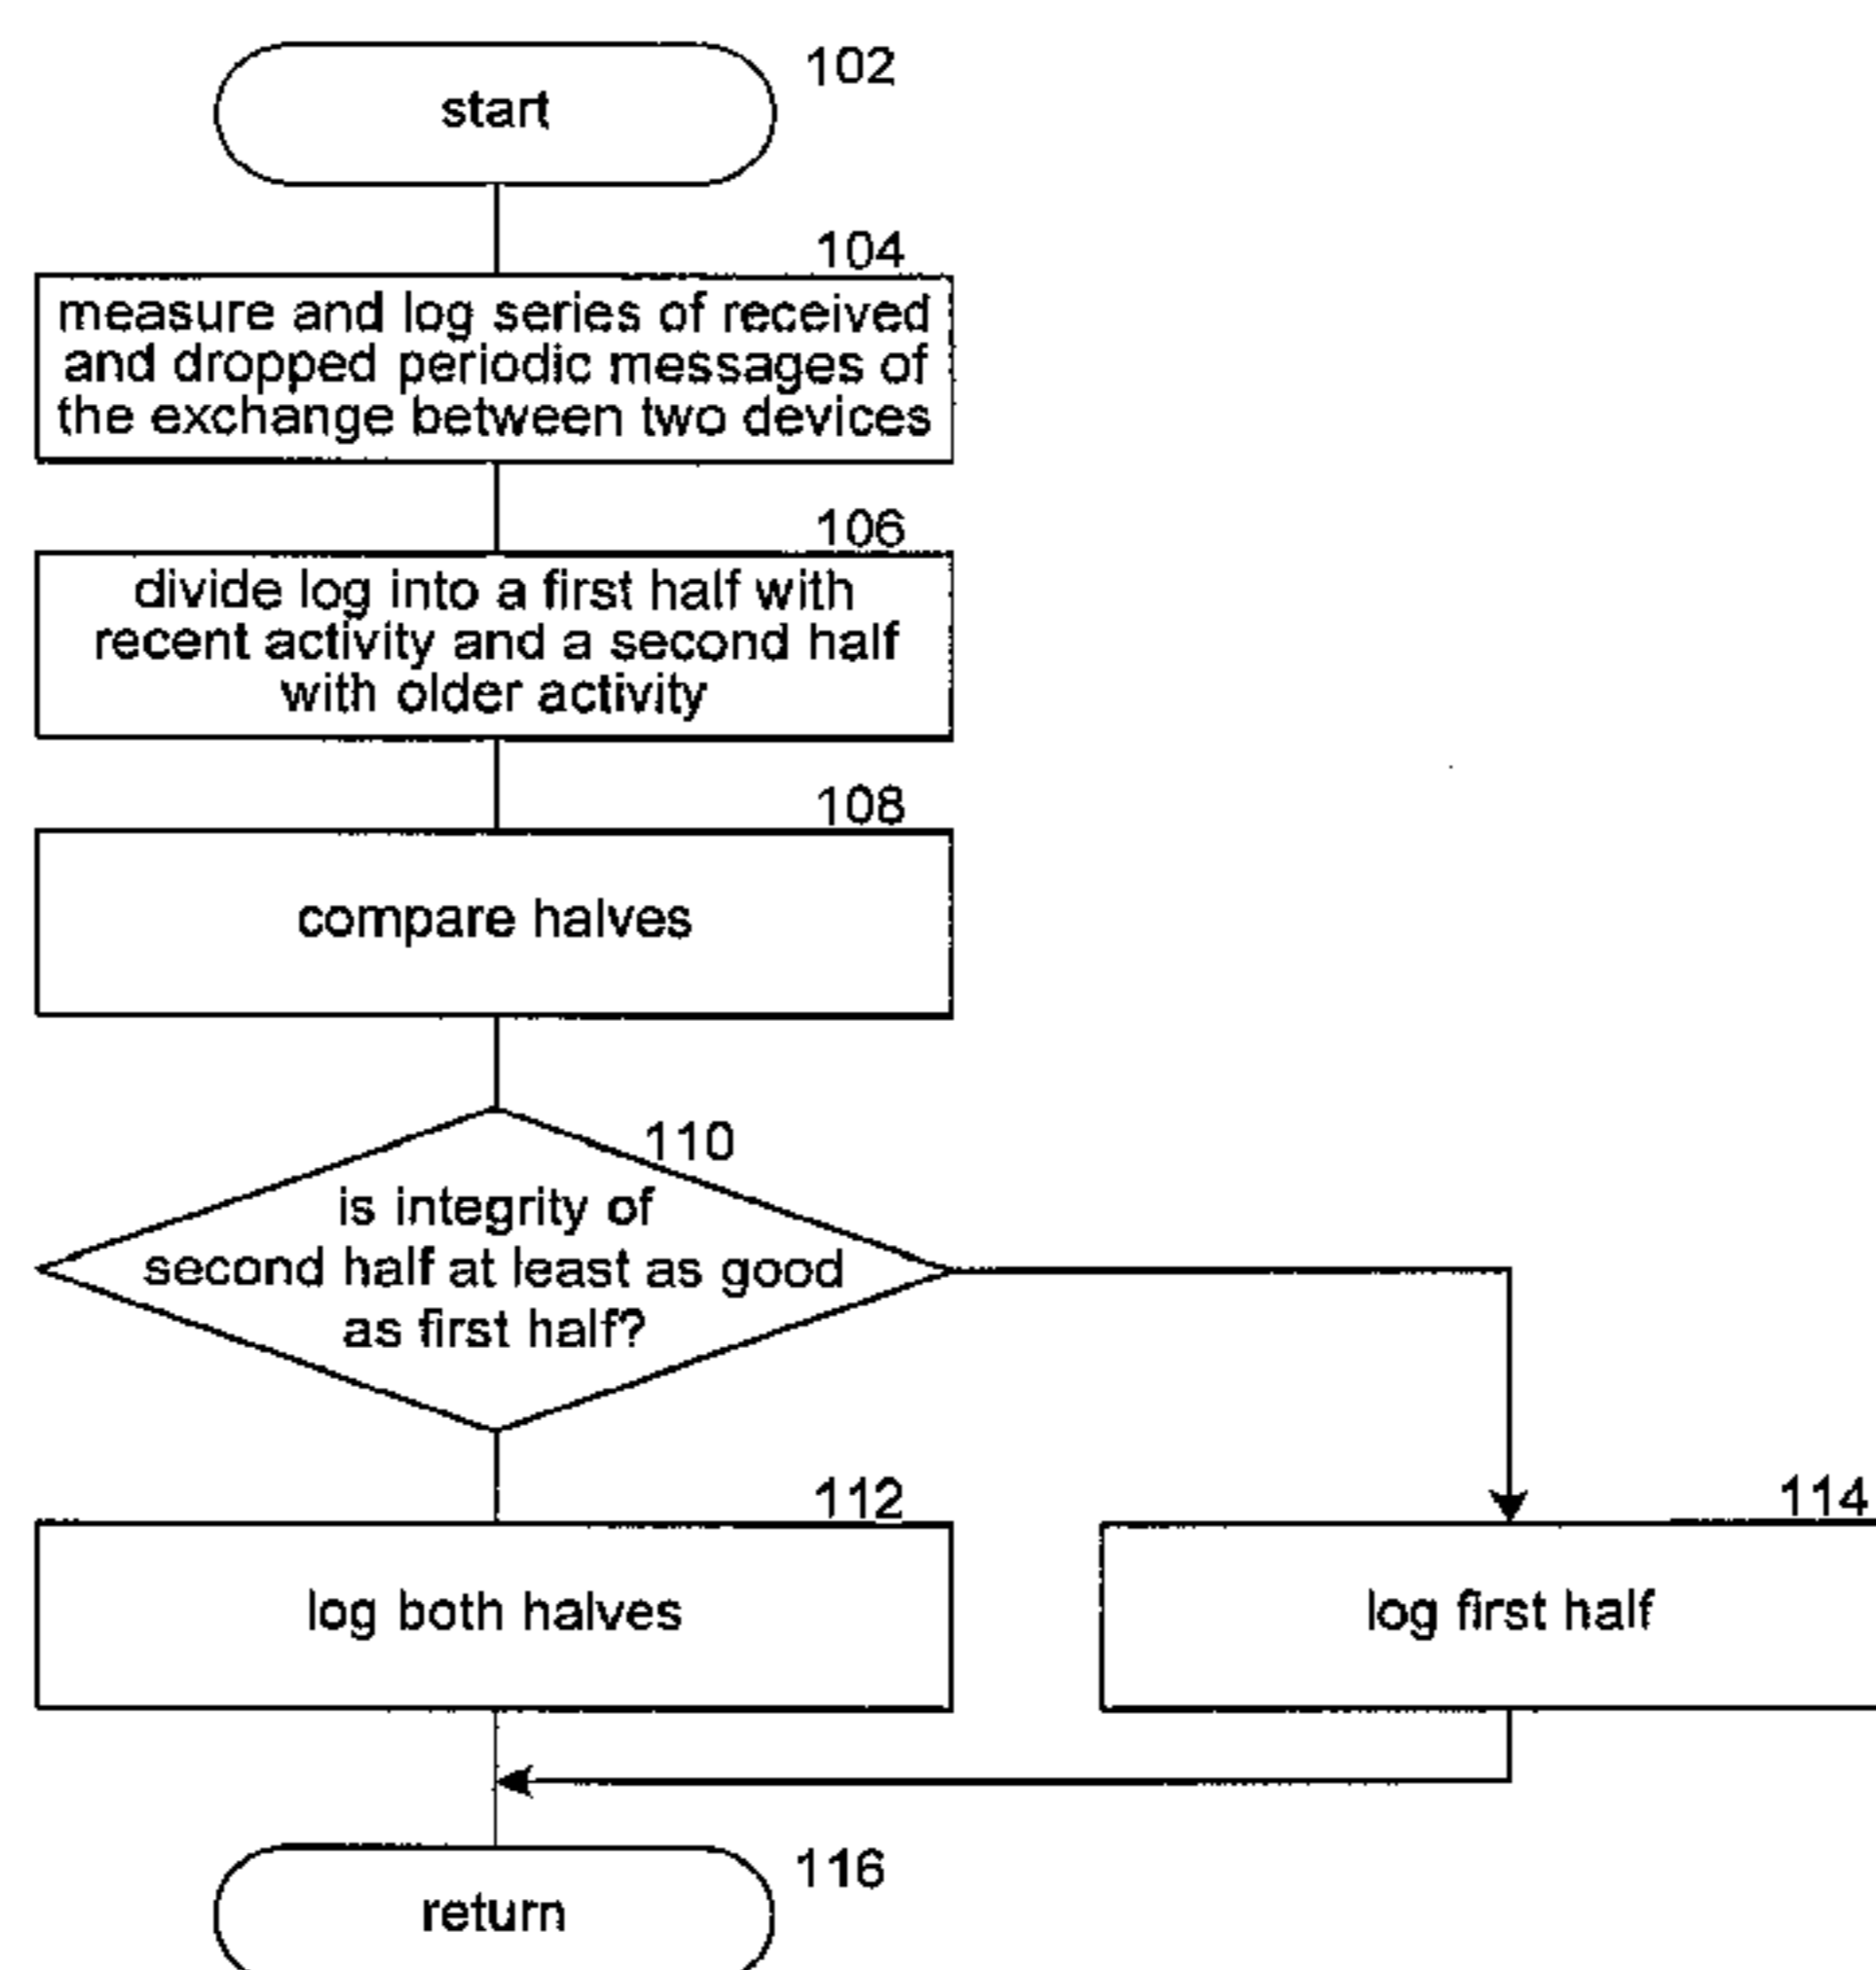 102
start
104
measure and log series of received
and dropped periodic messages of
the exchange between two devices
106
divide log into a first half with
recent activity and a second half
with older activity
108
compare halves
110
is integrity of
second half at least as good
as first half?
112
log both halves
114
log first half
116
return